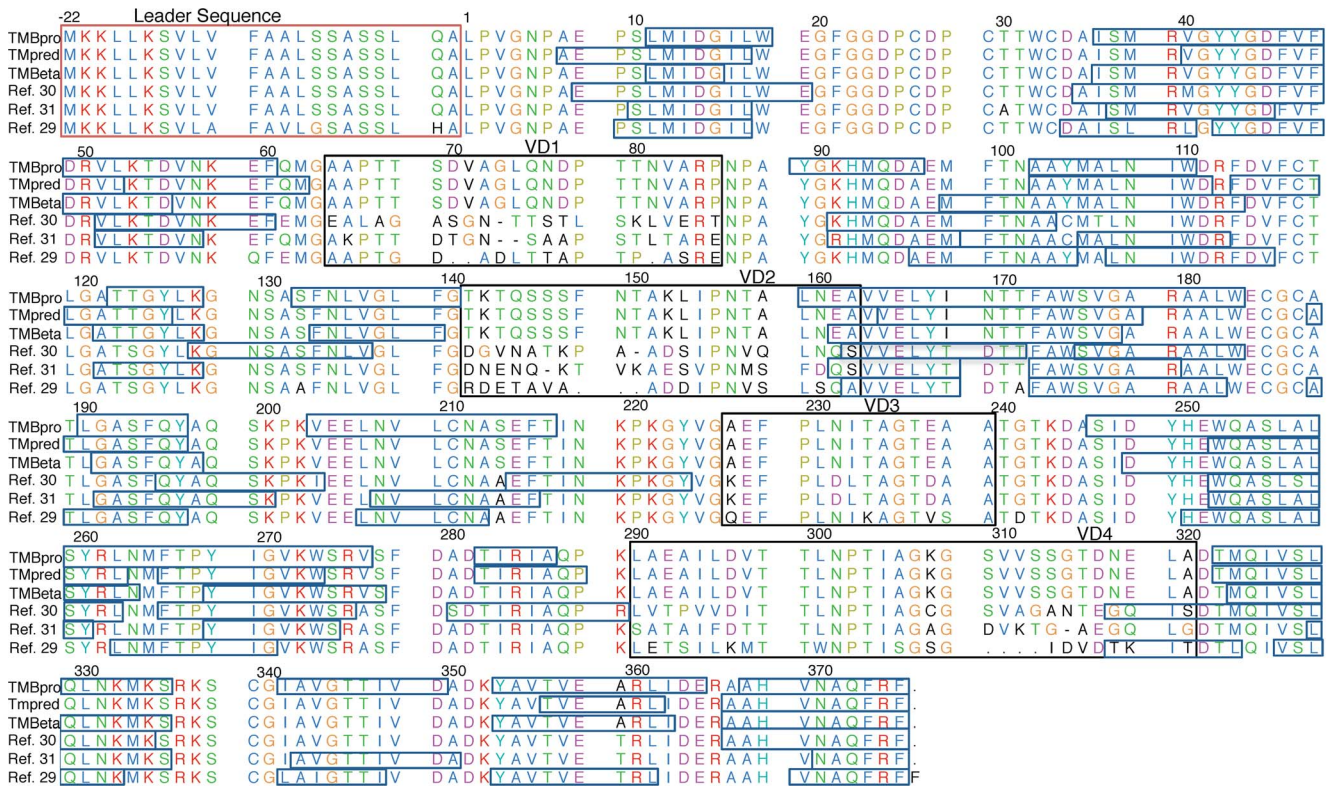 -22 Leader Sequence 1 10 20 30 40
TMBpro MKKLLKSVLV FAALSSASSL QALPVGNPAE PSLMIDGILW EGFGGDPCDP CTTWCDAISM RVGYYGDFVF
TMpred MKKLLKSVLV FAALSSASSL QALPVGNPAE PSLMIDGILW EGFGGDPCDP CTTWCDAISM RVGYYGDFVF
TMBeta MKKLLKSVLV FAALSSASSL QALPVGNPAE PSLMIDGILW EGFGGDPCDP CTTWCDAISM RVGYYGDFVF
Ref. 30 MKKLLKSVLV FAALSSASSL QALPVGNPAE PSLMIDGILW EGFGGDPCDP CTTWCDAISM RMGYYGDFVF
Ref. 31 MKKLLKSVLV FAALSSASSL QALPVGNPAE PSLMIDGILW EGFGGDPCDP CATWCDAISM RVGYYGDFVF
Ref. 29 MKKLLKSVLA FAVLGSASSL HALPVGNPAE PSLMIDGILW EGFGGDPCDP CTTWCDAISL RLGYYGDFVF
50 60 70 VD1 80 90 100 110
TMBpro DRVLKTDVNK EFQMGAAPTT SDVAGLQNDP TTNVARPNPA YGKHMQDAEM FTNAAYMALN IWDRFDVFCT
TMpred DRVLKTDVNK EFQMGAAPTT SDVAGLQNDP TTNVARPNPA YGKHMQDAEM FTNAAYMALN IWDRFDVFCT
TMBeta DRVLKTDVNK EFQMGAAPTT SDVAGLQNDP TTNVARPNPA YGKHMQDAEM FTNAAYMALN IWDRFDVFCT
Ref. 30 DRVLKTDVNK EFEMGEALAG ASGN-TTSTL SKLVERTNPA YGKHMQDAEM FTNAACMTLN IWDRFDVFCT
Ref. 31 DRVLKTDVNK EFQMGAKPTT DTGN--SAAP STLTARENPA YGRHMQDAEM FTNAACMALN IWDRFDVFCT
Ref. 29 DRVLKTDVNK QFEMGAAPTG D..ADLTTAP TP.ASRENPA YGKHMQDAEM FTNAAYMALN IWDRFDVFCT
120 130 140 150 VD2 160 170 180
TMBpro LGATTGYLKG NSASFNLVGL FGTKTQSSSF NTAKLIPNTA LNEAVVELYI NTTFAWSVGA RAALWECGCA
TMpred LGATTGYLKG NSASFNLVGL FGTKTQSSSF NTAKLIPNTA LNEAVVELYI NTTFAWSVGA RAALWECGCA
TMBeta LGATTGYLKG NSASFNLVGL FGTKTQSSSF NTAKLIPNTA LNEAVVELYI NTTFAWSVGA RAALWECGCA
Ref. 30 LGATSGYLKG NSASFNLVGL FGDGVNATKP A-ADSIPNVQ LNQSVVELYT DTTFAWSVGA RAALWECGCA
Ref. 31 LGATSGYLKG NSASFNLVGL FGDNENQ-KT VKAESVPNMS FDQSVVELYT DTTFAWSVGA RAALWECGCA
Ref. 29 LGATSGYLKG NSAAFNLVGL FGRDETAVA. ..ADDIPNVS LSQAVVELYT DTAFAWSVGA RAALWECGCA
190 200 210 220 230 VD3 240 250
TMBpro TLGASFQYAQ SKPKVEELNV LCNASEFTIN KPKGYVGAEF PLNITAGTEA ATGTKDASID YHEWQASLAL
TMpred TLGASFQYAQ SKPKVEELNV LCNASEFTIN KPKGYVGAEF PLNITAGTEA ATGTKDASID YHEWQASLAL
TMBeta TLGASFQYAQ SKPKVEELNV LCNASEFTIN KPKGYVGAEF PLNITAGTEA ATGTKDASID YHEWQASLAL
Ref. 30 TLGASFQYAQ SKPKIEELNV LCNAAEFTIN KPKGYVGKEF PLDLTAGTDA ATGTKDASID YHEWQASLAL
Ref. 31 TLGASFQYAQ SKPKVEELNV LCNAAEFTIN KPKGYVGKEF PLDLTAGTDA ATGTKDASID YHEWQASLSL
Ref. 29 TLGASFQYAQ SKPKVEELNV LCNAAEFTIN KPKGYVGQEF PLNIKAGTVS ATDTKDASID YHEWQASLAL
260 270 280 290 300 310 VD4 320
TMBpro SYRLNMFTPY IGVKWSRVSF DADTIRIAQP KLAEAILDVT TLNPTIAGKG SVVSSGTDNE LADTMQIVSL
TMpred SYRLNMFTPY IGVKWSRVSF DADTIRIAQP KLAEAILDVT TLNPTIAGKG SVVSSGTDNE LADTMQIVSL
TMBeta SYRLNMFTPY IGVKWSRVSF DADTIRIAQP KLAEAILDVT TLNPTIAGKG SVVSSGTDNE LADTMQIVSL
Ref. 30 SYRLNMFTPY IGVKWSRASF DSDTIRIAQP RLVTPVVDIT TLNPTIAGCG SVAGANTEGQ ISDTMQIVSL
Ref. 31 SYRLNMFTPY IGVKWSRASF DADTIRIAQP KSATAIFDTT TLNPTIAGAG DVKTG-AEGQ LGDTMQIVSL
Ref. 29 SYRLNMFTPY IGVKWSRASF DADTIRIAQP KLETSILKMT TWNPTISGSG ....IDVDTK ITDTLQIVSL
330 340 350 360 370
TMBpro QLNKMKSRKS CGIAVGTTIV DADKYAVTVE ARLIDERAAH VNAQFRF.
Tmpred QLNKMKSRKS CGIAVGTTIV DADKYAVTVE ARLIDERAAH VNAQFRF.
TMBeta QLNKMKSRKS CGIAVGTTIV DADKYAVTVE ARLIDERAAH VNAQFRF.
Ref. 30 QLNKMKSRKS CGIAVGTTIV DADKYAVTVE TRLIDERAAH VNAQFRF.
Ref. 31 QLNKMKSRKS CGIAVGTTIV DADKYAVTVE TRLIDERAAH VNAQFRF.
Ref. 29 QLNKMKSRKS CGLAIGTTIV DADKYAVTVE TRLIDERAAH VNAQFRFF